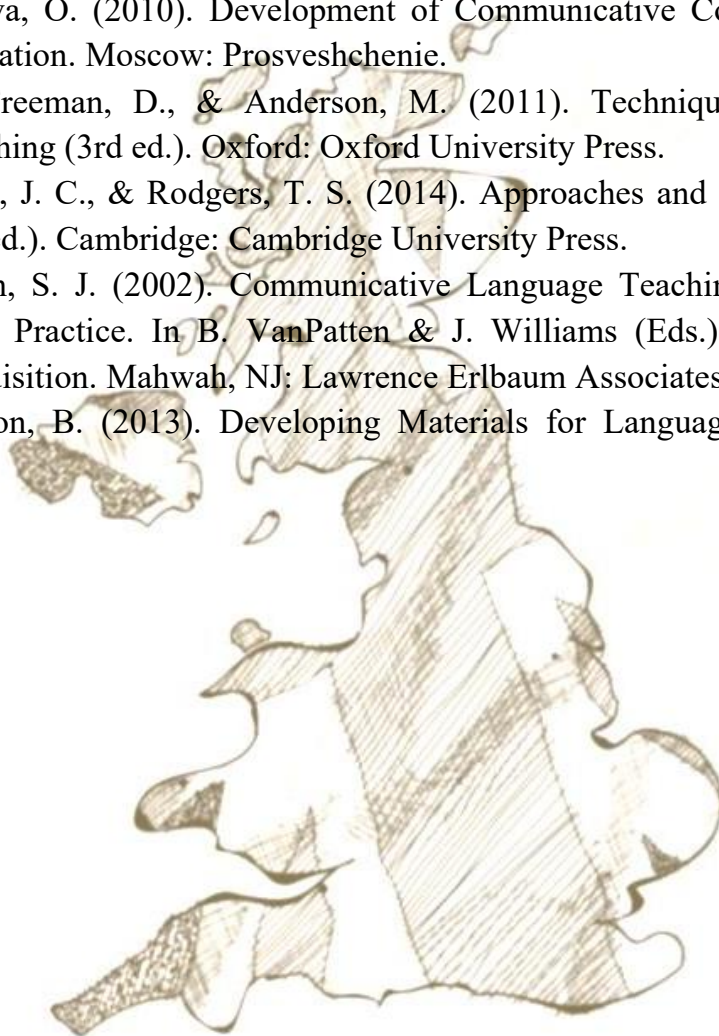 va, O. (2010). Development of Communicative Co
ation. Moscow: Prosveshchenie.
reeman, D., & Anderson, M. (2011). Techniqu
hing (3rd ed.). Oxford: Oxford University Press.
, J. C., & Rodgers, T. S. (2014). Approaches and
d.). Cambridge: Cambridge University Press.
n, S. J. (2002). Communicative Language Teachin
Practice. In B. VanPatten & J. Williams (Eds.)
uisition. Mahwah, NJ: Lawrence Erlbaum Associates
on, B. (2013). Developing Materials for Languag